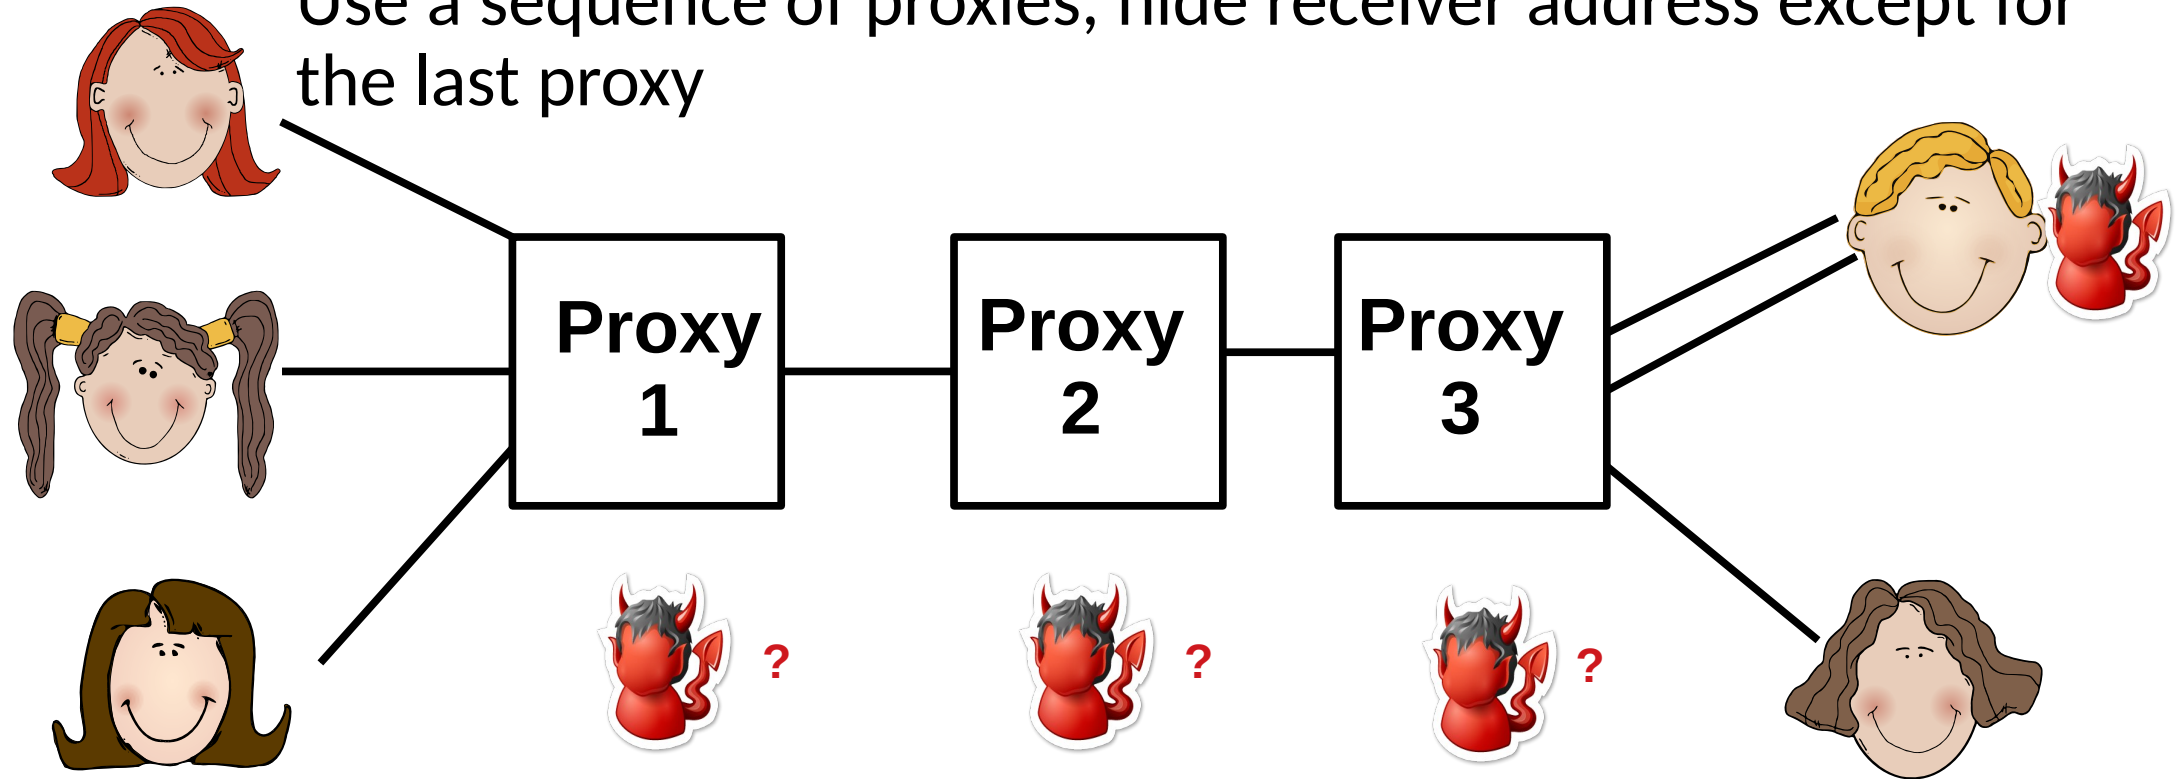 Use a sequence of proxies, hide receiver address except for
the last proxy
Proxy
1
Proxy
2
Proxy
3
?
?
?